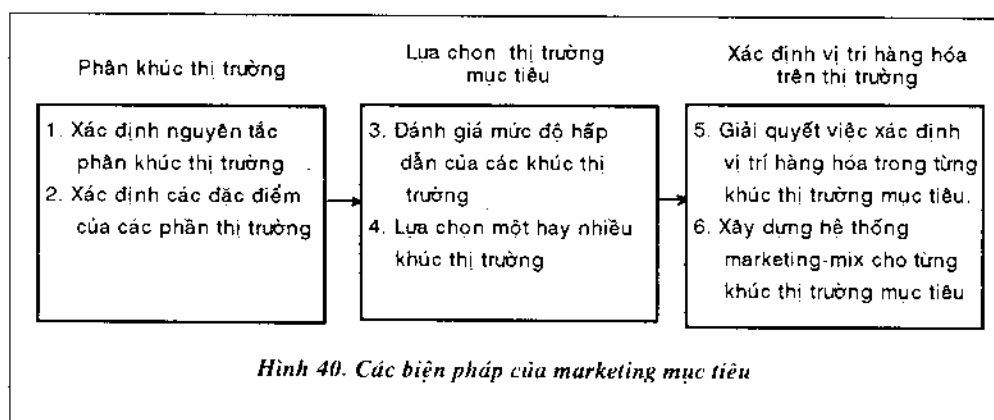 Phân khúc thị trường
Lựa chọn thị trường
mục tiêu
Xác định vị trí hàng hóa
trên thị trường
1. Xác định nguyên tắc
phân khúc thị trường
2. Xác định các đặc điểm
của các phần thị trường
3. Đánh giá mức độ hấp
dẫn của các khúc thị
trường
4. Lựa chọn một hay nhiều
khúc thị trường
5. Giải quyết việc xác định
vị trí hàng hóa trong từng
khúc thị trường mục tiêu.
6. Xây dựng hệ thống
marketing-mix cho từng
khúc thị trường mục tiêu
Hình 40. Các biện pháp của marketing mục tiêu